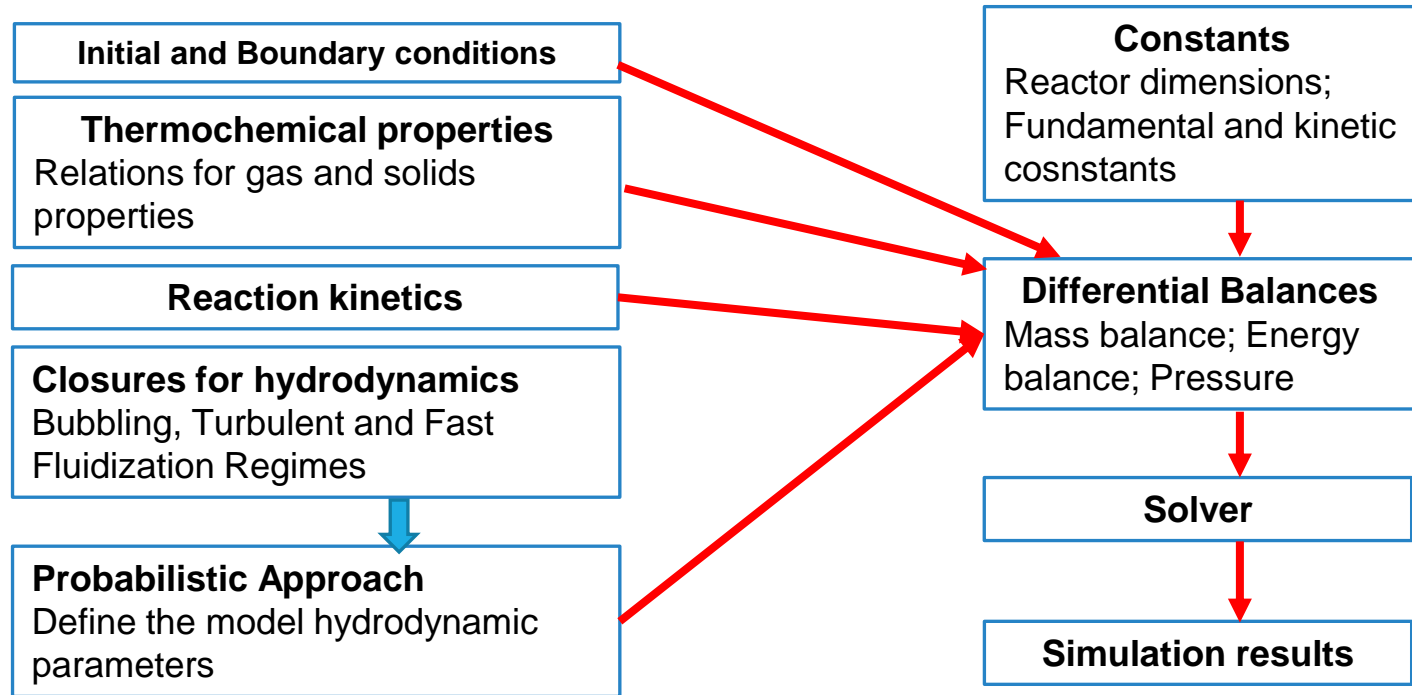 Initial and Boundary conditions
Thermochemical properties
Relations for gas and solids
properties
Reaction kinetics
Closures for hydrodynamics
Bubbling, Turbulent and Fast
Fluidization Regimes
Probabilistic Approach
Define the model hydrodynamic
parameters
Constants
Reactor dimensions;
Fundamental and kinetic
cosnstants
Differential Balances
Mass balance; Energy
balance; Pressure
Solver
Simulation results